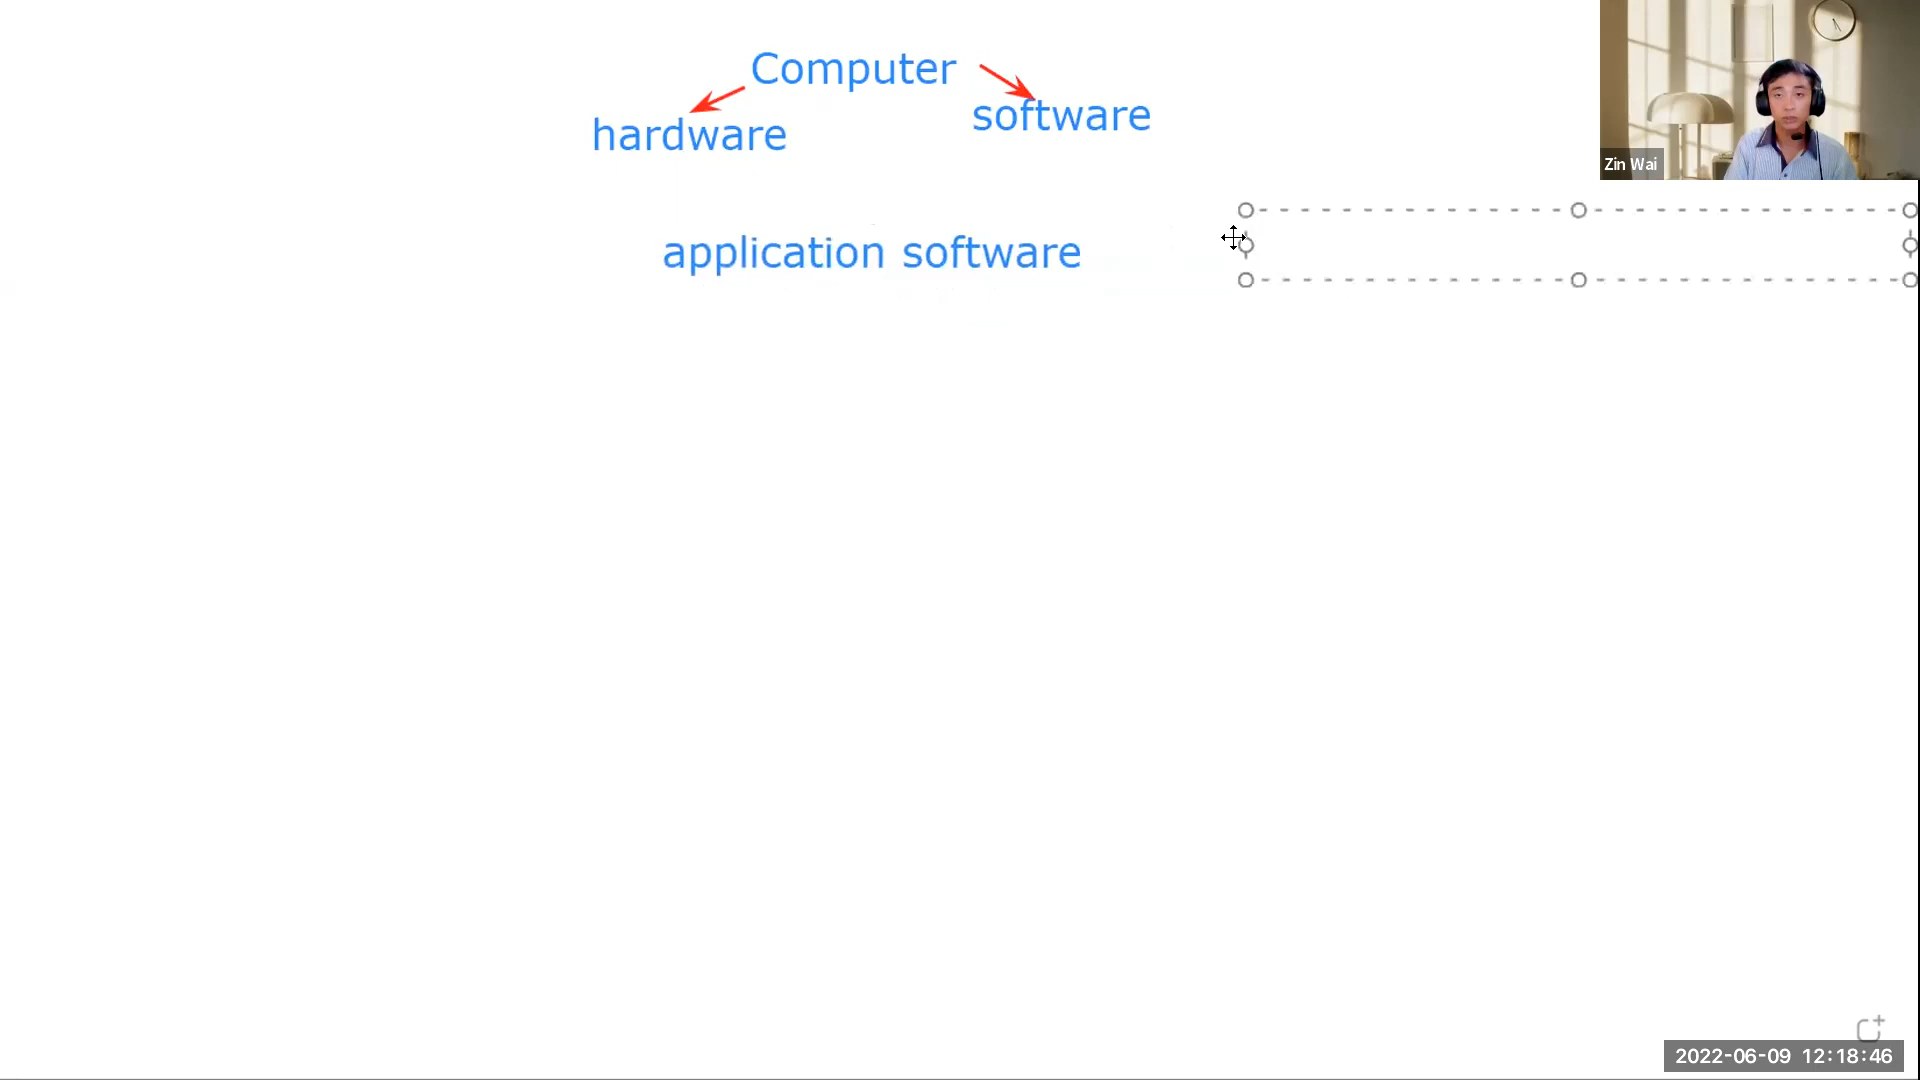 Computer
hardware
software
Zin Wai
application software
2022-06-09 12:18:46